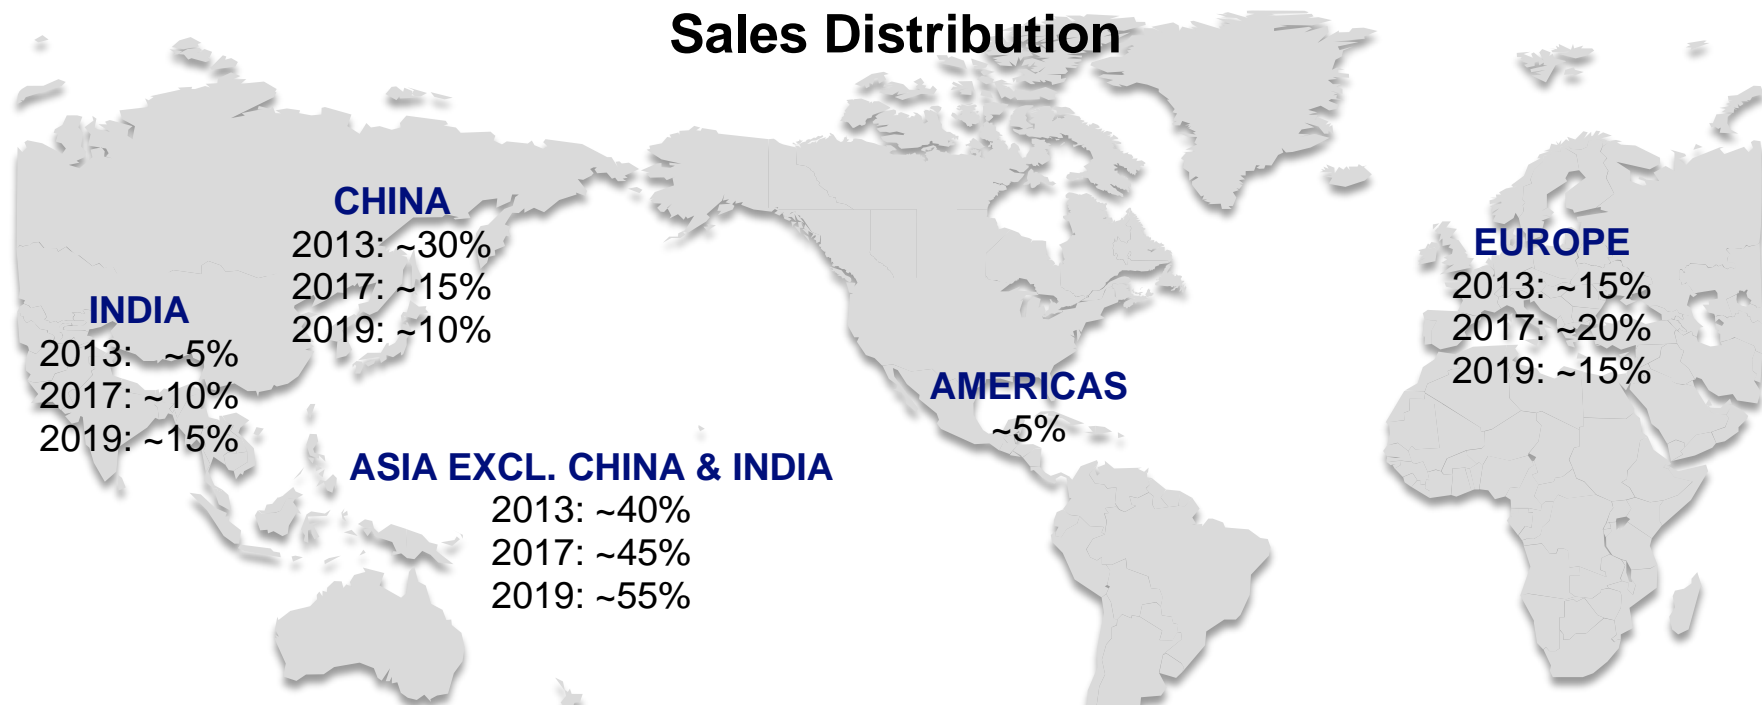 Sales Distribution
CHINA
2013: ~30%
2017: ~15%
2019: ~10%
INDIA
2013: ~5%
2017: ~10%
2019: ~15%
ASIA EXCL. CHINA & INDIA
2013: ~40%
2017: ~45%
2019: ~55%
AMERICAS
~5%
EUROPE
2013: ~15%
2017: ~20%
2019: ~15%